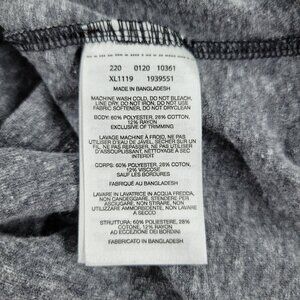 220 0120 10361
XL1119 1939551
MADE IN BANGLADESH
MACHINE WASH COLD, DO NOT BLEACH,
LINE DRY, DO NOT IRON, DO NOT USE
FABRIC SOFTENER, DO NOT DRYCLEAN
BODY: 60% POLYESTER, 28% COTTON,
12% RAYON
EXCLUSIVE OF TRIMMING
LAVAGE MACHINE À FROID, NE PAS
UTILISER D'EAU DE JAVEL, SÉCHER
SUR FIL, NE PAS REPASSER, NE PAS UTILISER
D'ASSOUPLISSANT, NETTOYAGE À SEC
INTERDIT
CORPS: 60% POLYESTER, 28% COTON,
12% VISCOSE
SAUF LES BORDURES
FABRIQUÉ AU BANGLADESH
LAVARE IN LAVATRICE IN ACQUA FREDDA,
NON CANDEGGIARE, STENDERE PER
ASCIUGARE, NON STIRARE, NON
UTILIZZARE AMMORBIDENTI, NON LAVARE
A SECCO
STRUTTURA: 60% POLIESTERE, 28%
COTONE, 12% RAYON
AD ECCEZIONE DEI BORDINI
FABBRICATO IN BANGLADESH